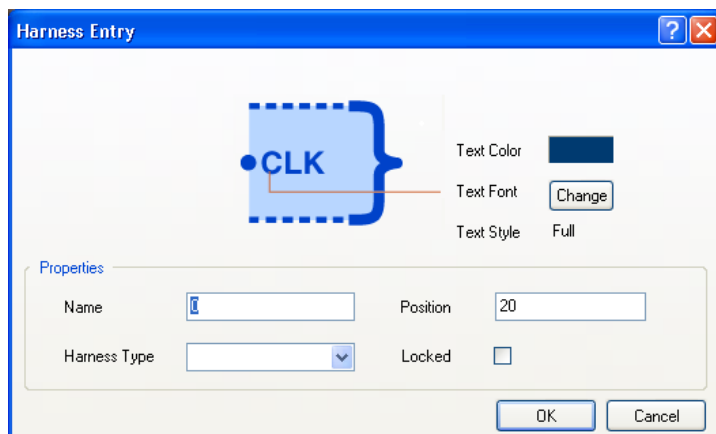 Harness Entry
CLK
Text Color
Text Font Change
Text Style Full
Properties
Name 0 Position 20
Harness Type Locked
OK Cancel